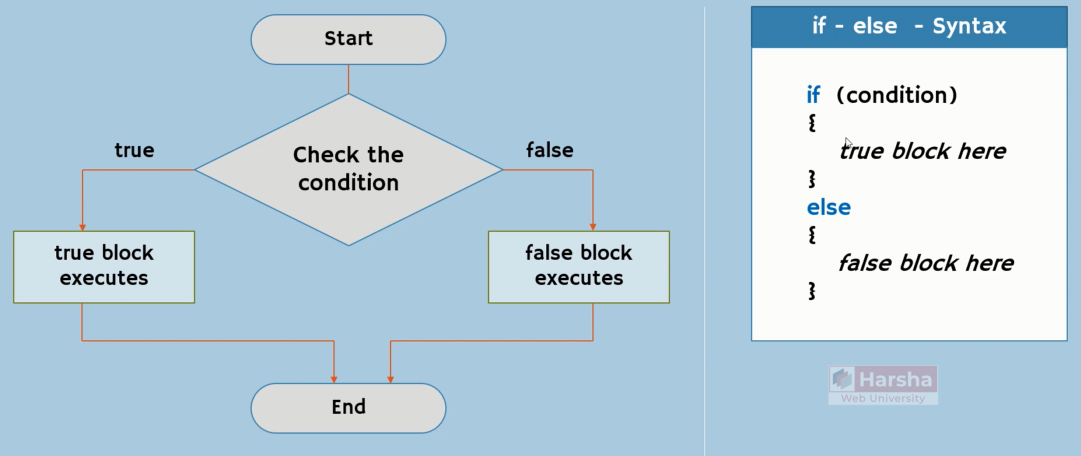 Start
true
Check the
condition
false
true block
executes
false block
executes
End
if - else - Syntax
if (condition)
{
true block here
}
else
{
false block here
}
Harsha
Web University